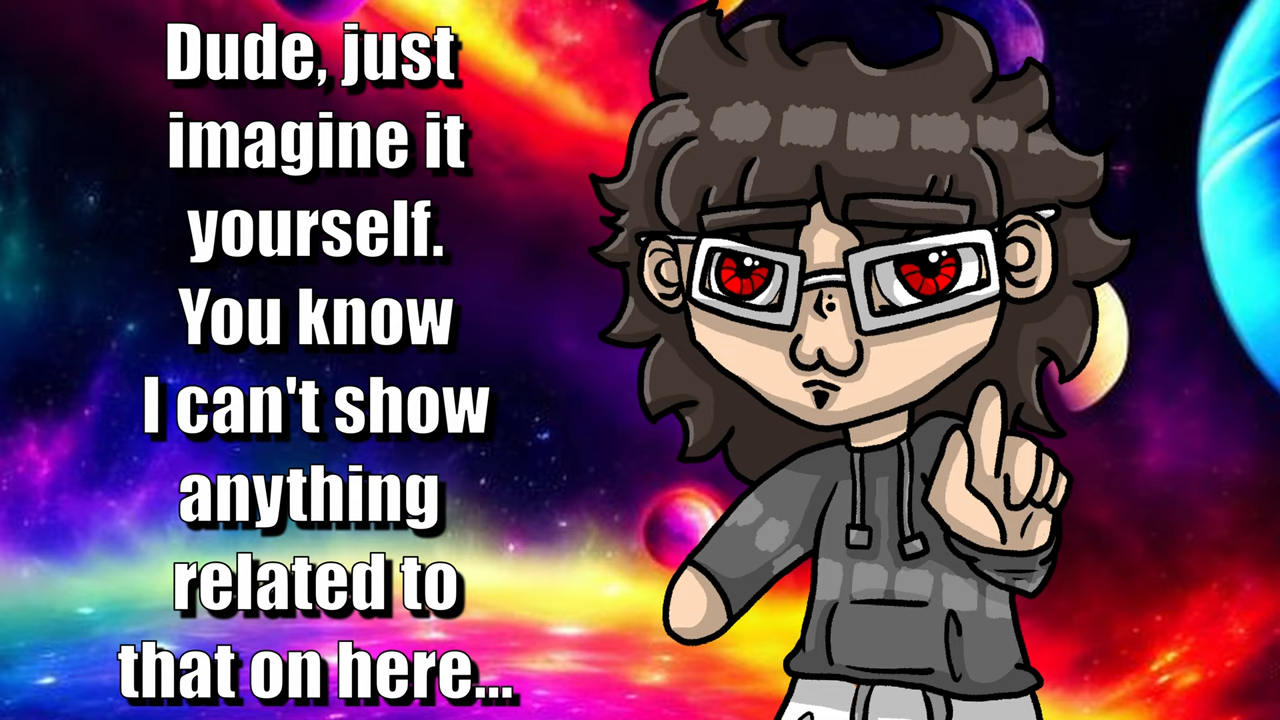 Dude, just
imagine it
yourself.
You know
I can't show
anything
related to
that on here...